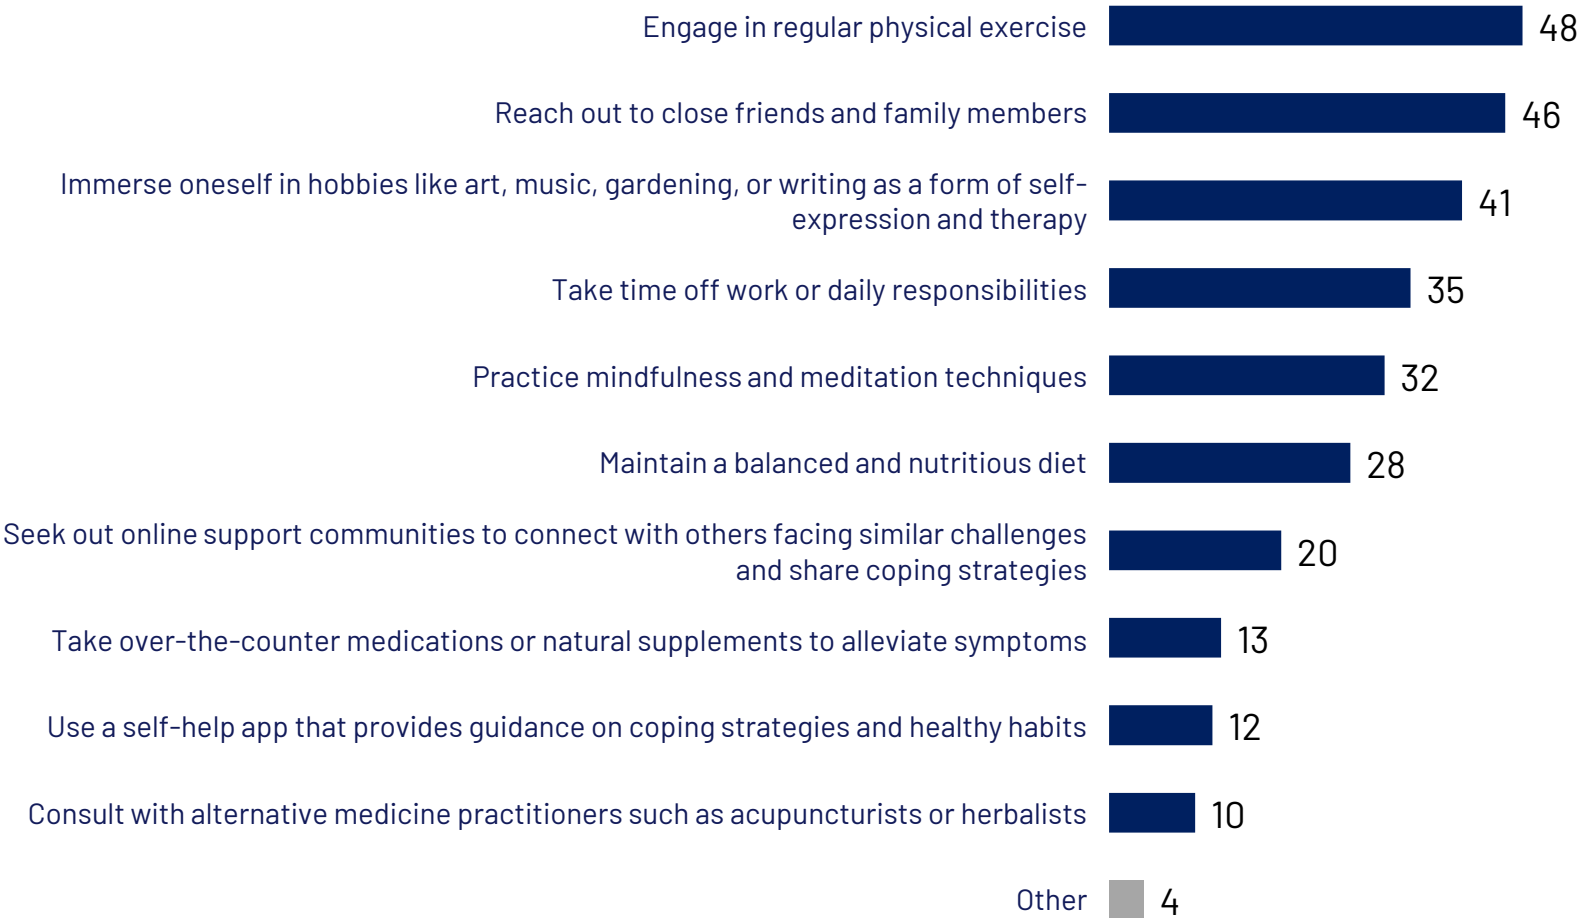 Engage in regular physical exercise 48
Reach out to close friends and family members 46
Immerse oneself in hobbies like art, music, gardening, or writing as a form of self-
expression and therapy 41
Take time off work or daily responsibilities 35
Practice mindfulness and meditation techniques 32
Maintain a balanced and nutritious diet 28
Seek out online support communities to connect with others facing similar challenges
and share coping strategies 20
Take over-the-counter medications or natural supplements to alleviate symptoms 13
Use a self-help app that provides guidance on coping strategies and healthy habits 12
Consult with alternative medicine practitioners such as acupuncturists or herbalists 10
Other 4